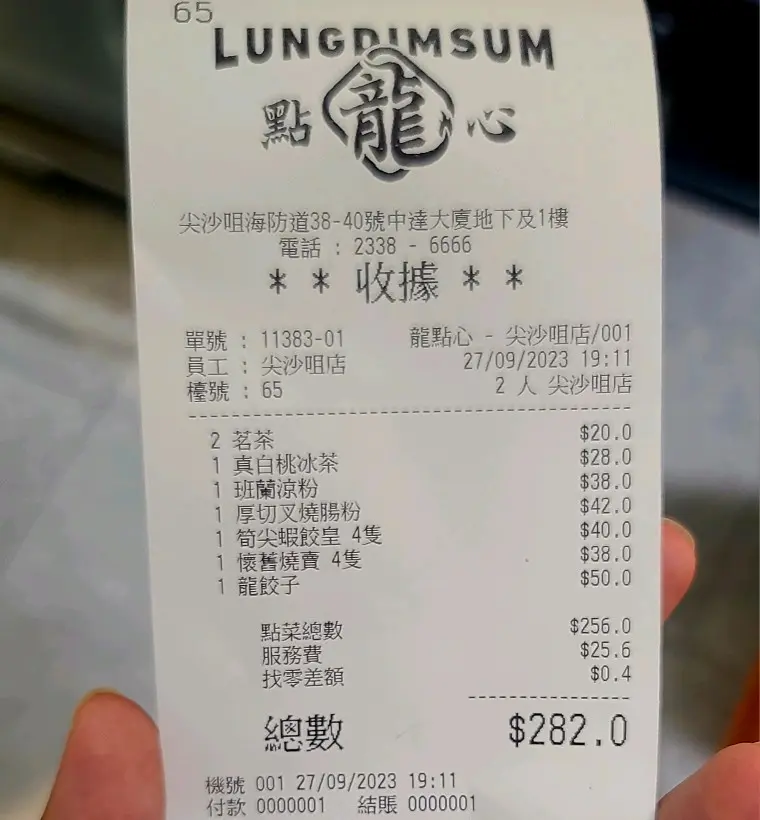 65
LUNGDIMSUM
點 龍 心
尖沙咀海防道38-40號中達大廈地下及1樓
電話 : 2338 - 6666
* * 收據 * *
單號 : 11383-01 龍點心 - 尖沙咀店/001
員工 : 尖沙咀店 27/09/2023 19:11
檯號 : 65 2 人 尖沙咀店
2 茗茶 $20.0
1 真白桃冰茶 $28.0
1 班蘭涼粉 $38.0
1 厚切叉燒腸粉 $42.0
1 筍尖蝦餃皇 4隻 $40.0
1 懷舊燒賣 4隻 $38.0
1 龍餃子 $50.0
點菜總數 $256.0
服務費 $25.6
找零差額 $0.4
總數 $282.0
機號 001 27/09/2023 19:11
付款 0000001 結賬 0000001